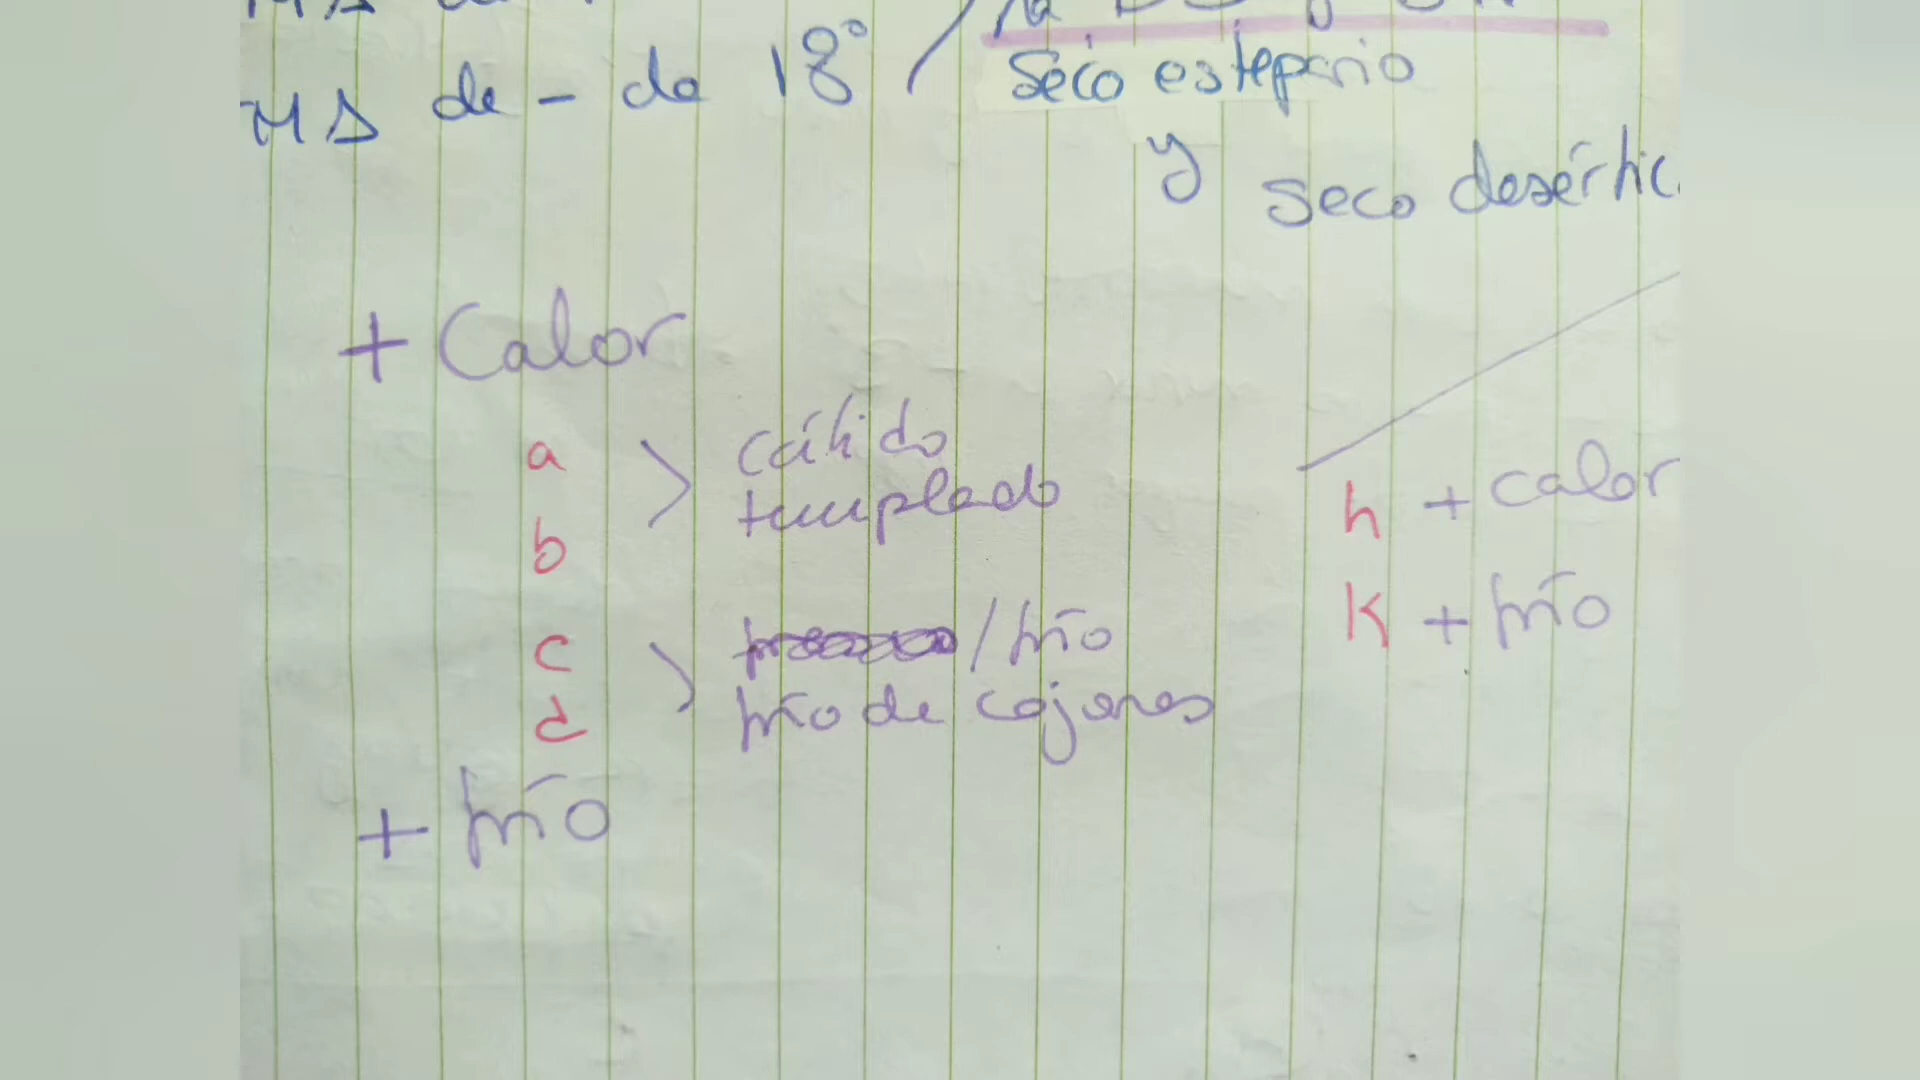 MA de - de 18° / Seco estepario
y seco desértic
+ Calor
a > cálido
templado
b
h + calor
K + frío
c > / frío
d frío de cojones
+ frío